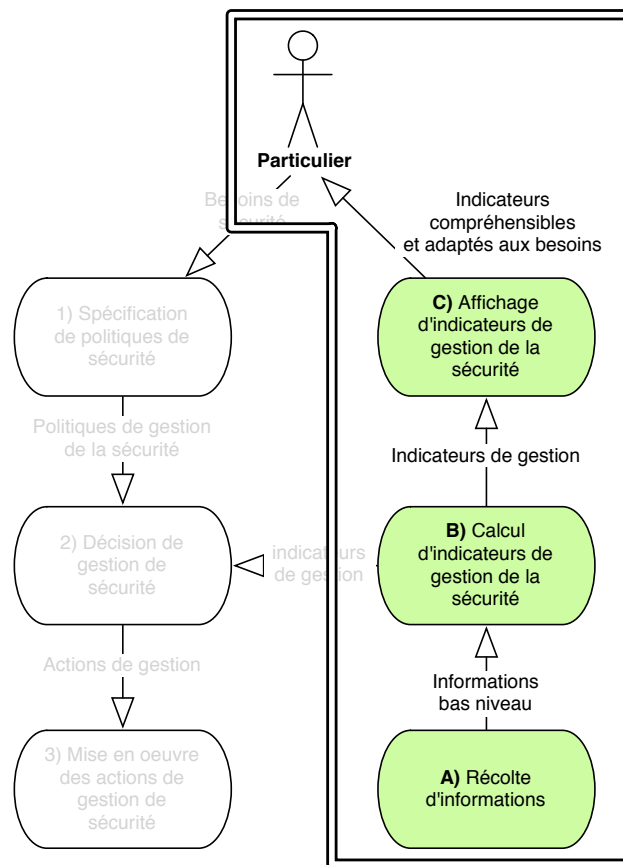 Particulier
Besoins de
sécurité
Indicateurs
compréhensibles
et adaptés aux besoins
1) Spécification
de politiques de
sécurité
C) Affichage
d'indicateurs de
gestion de la
sécurité
Politiques de gestion
de la sécurité
Indicateurs de gestion
2) Décision de
gestion de
sécurité
indicateurs
de gestion
B) Calcul
d'indicateurs de
gestion de la
sécurité
Actions de gestion
Informations
bas niveau
3) Mise en oeuvre
des actions de
gestion de
sécurité
A) Récolte
d'informations